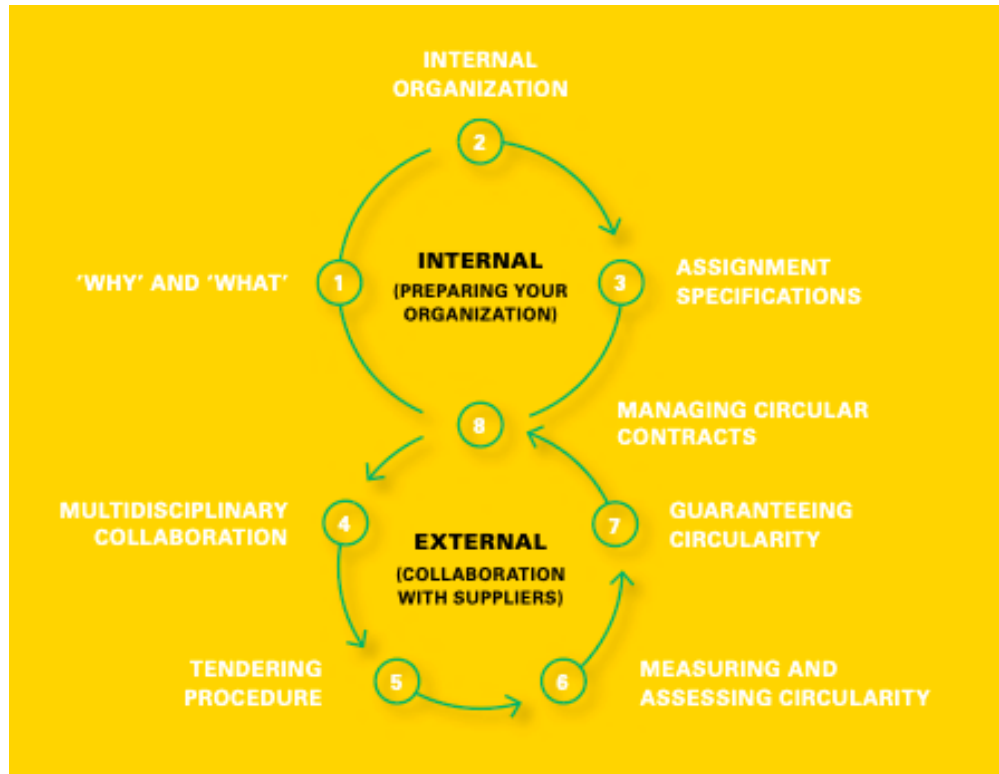 INTERNAL
ORGANIZATION
2
'WHY' AND 'WHAT'
1
INTERNAL
(PREPARING YOUR
ORGANIZATION)
3
ASSIGNMENT
SPECIFICATIONS
8
MANAGING CIRCULAR
CONTRACTS
MULTIDISCIPLINARY
COLLABORATION
4
EXTERNAL
(COLLABORATION
WITH SUPPLIERS)
7
GUARANTEEING
CIRCULARITY
TENDERING
PROCEDURE
5
6
MEASURING AND
ASSESSING CIRCULARITY